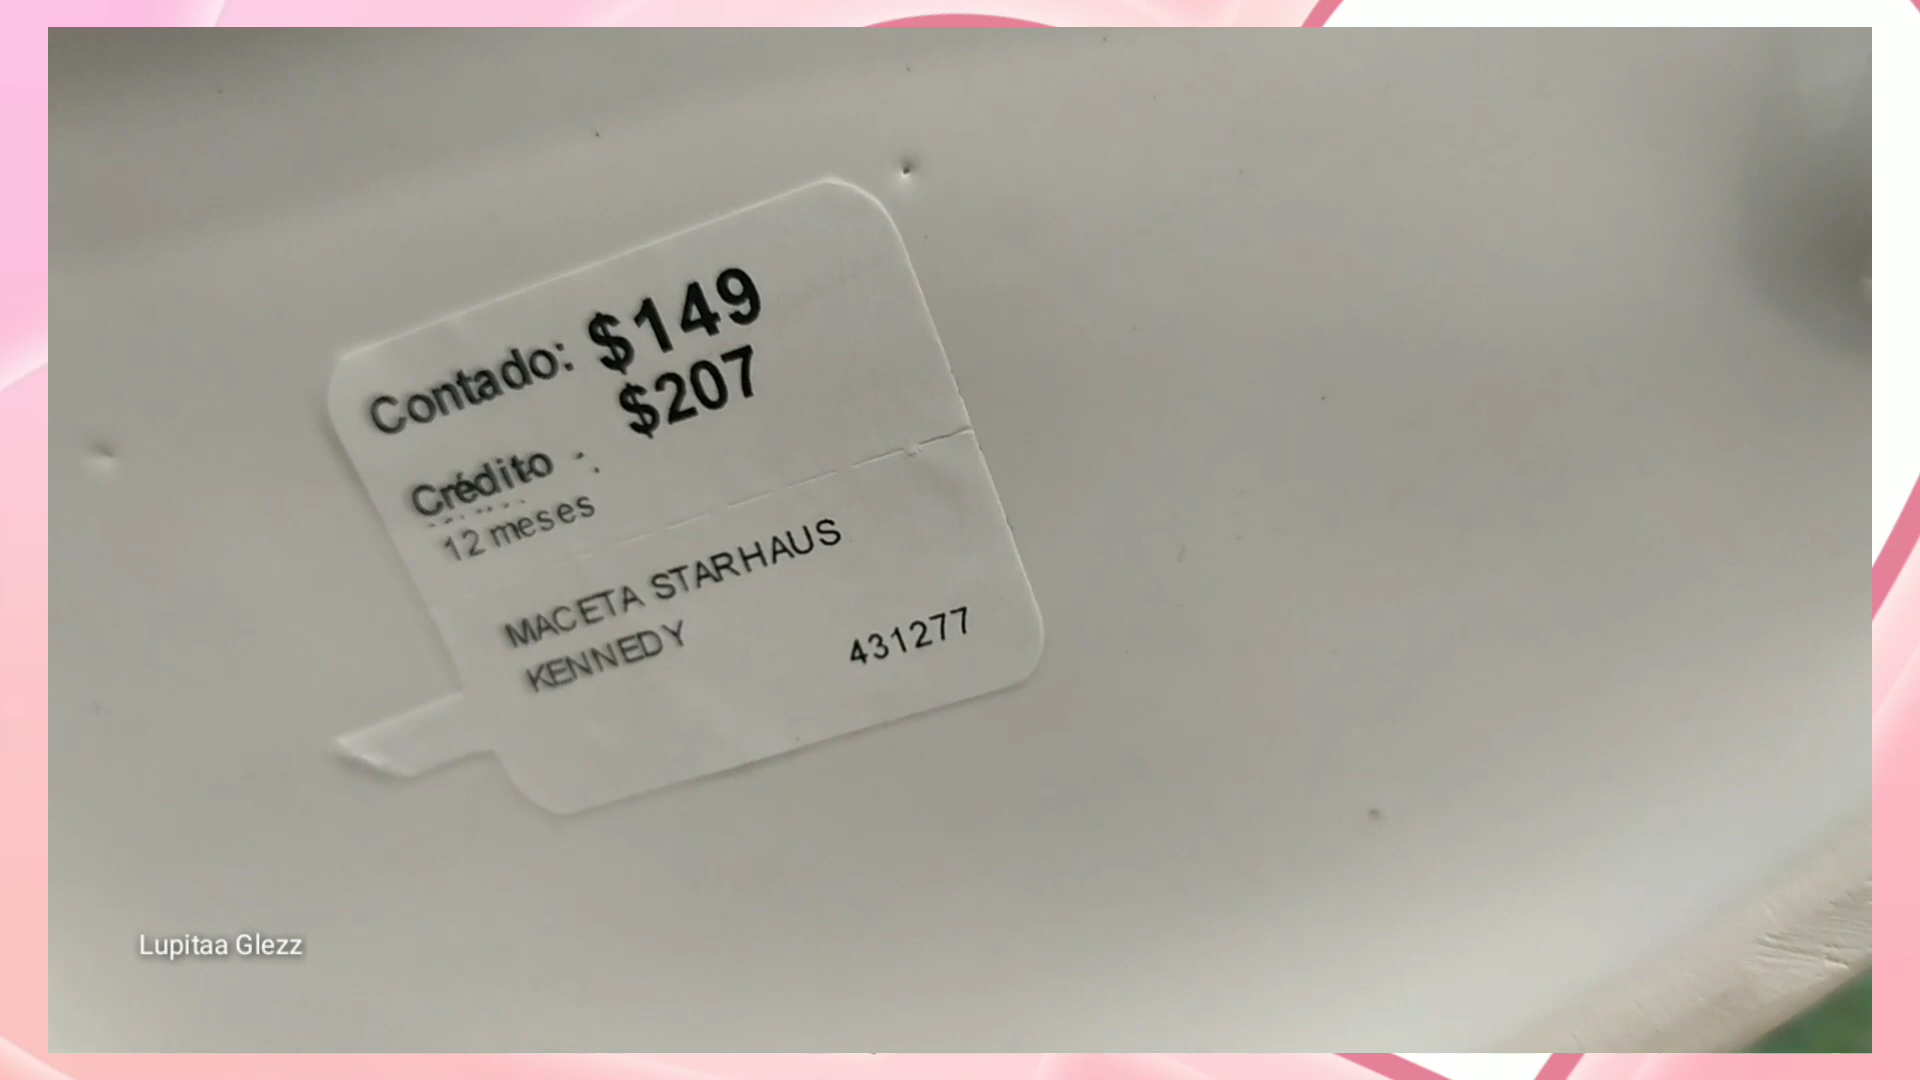 Contado: $149
$207
Crédito
12 meses
MACETA STARHAUS
KENNEDY
431277
Lupitaa Glezz